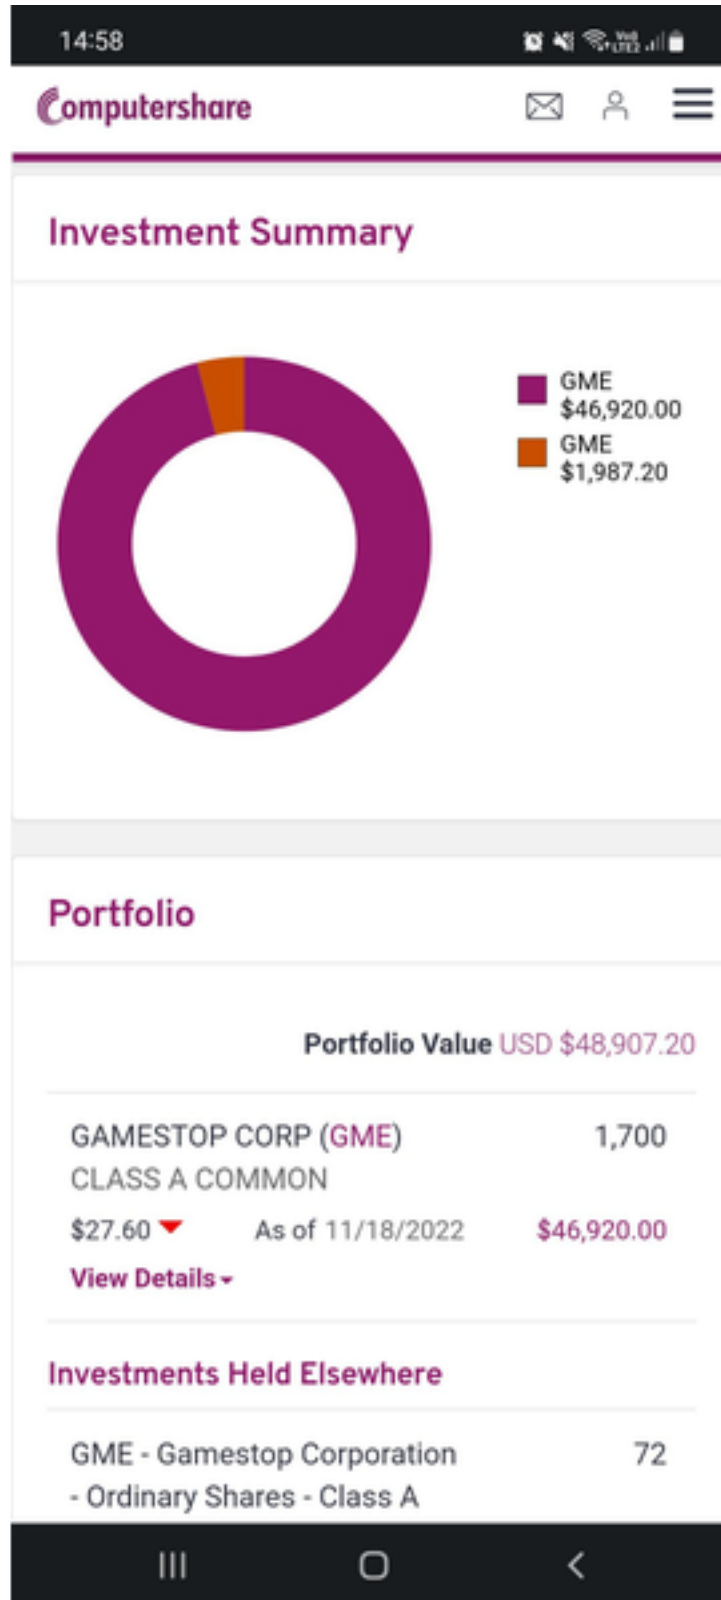 14:58
Computershare
Investment Summary
GME
$46,920.00
GME
$1,987.20
Portfolio
Portfolio Value USD $48,907.20
GAMESTOP CORP (GME) 1,700
CLASS A COMMON
$27.60 As of 11/18/2022 $46,920.00
View Details
Investments Held Elsewhere
GME - Gamestop Corporation 72
- Ordinary Shares - Class A